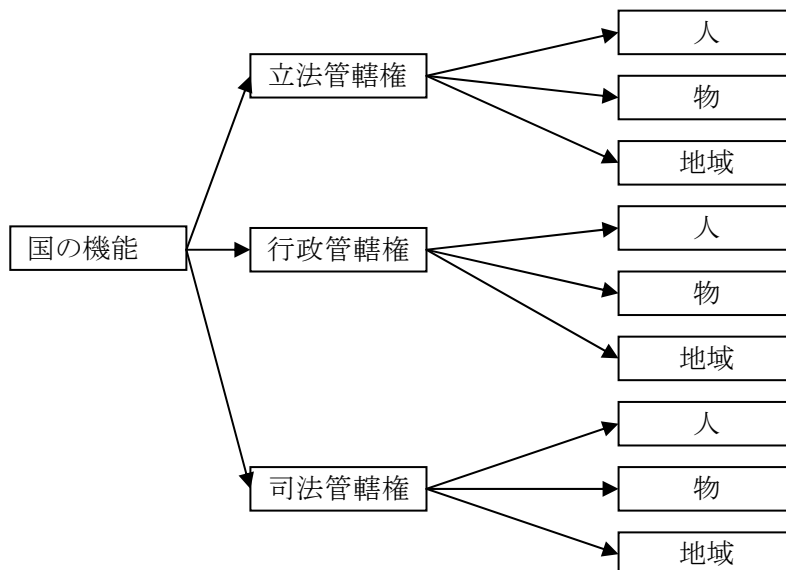 国の機能
立法管轄権
人
物
地域
行政管轄権
人
物
地域
司法管轄権
人
物
地域